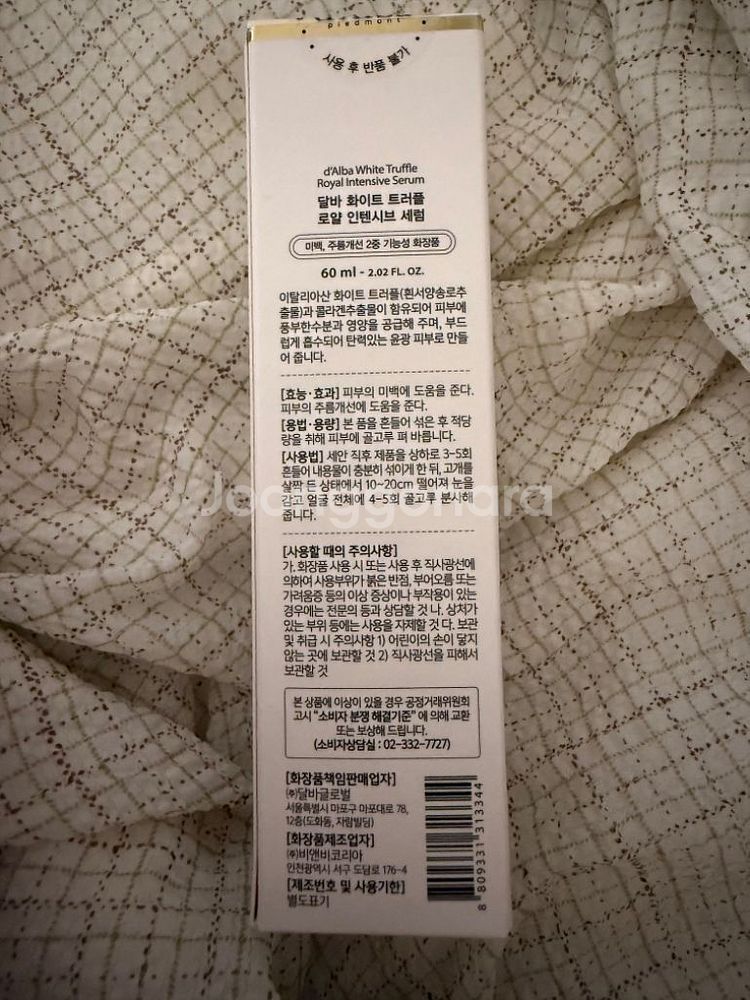 piedmont
사용 후 반품 불가
d'Alba White Truffle
Royal Intensive Serum
달바 화이트 트러플
로얄 인텐시브 세럼
미백, 주름개선 2중 기능성 화장품
60 ml - 2.02 FL. OZ.
이탈리아산 화이트 트러플(흰서양송로추
출물)과 콜라겐추출물이 함유되어 피부에
풍부한수분과 영양을 공급해 주며, 부드
럽게 흡수되어 탄력있는 윤광 피부로 만들
어 줍니다.
[효능·효과] 피부의 미백에 도움을 준다.
피부의 주름개선에 도움을 준다.
[용법·용량] 본 품을 흔들어 섞은 후 적당
량을 취해 피부에 골고루 펴 바릅니다.
[사용법] 세안 직후 제품을 상하로 3~5회
흔들어 내용물이 충분히 섞이게 한 뒤, 고개를
살짝 든 상태에서 10~20cm 떨어져 눈을
감고 얼굴 전체에 4~5회 골고루 분사해
줍니다.
Joonggonara
[사용할 때의 주의사항]
가. 화장품 사용 시 또는 사용 후 직사광선에
의하여 사용부위가 붉은 반점, 부어오름 또는
가려움증 등의 이상 증상이나 부작용이 있는
경우에는 전문의 등과 상담할 것 나. 상처가
있는 부위 등에는 사용을 자제할 것 다. 보관
및 취급 시 주의사항 1) 어린이의 손이 닿지
않는 곳에 보관할 것 2) 직사광선을 피해서
보관할 것
본 상품에 이상이 있을 경우 공정거래위원회
고시 "소비자 분쟁 해결기준" 에 의해 교환
또는 보상해 드립니다.
(소비자상담실 : 02-332-7727)
[화장품책임판매업자]
㈜달바글로벌
서울특별시 마포구 마포대로 78,
12층(도화동, 자람빌딩)
[화장품제조업자]
㈜비앤비코리아
인천광역시 서구 도담로 176-4
[제조번호 및 사용기한]
별도표기
8 809331 313344